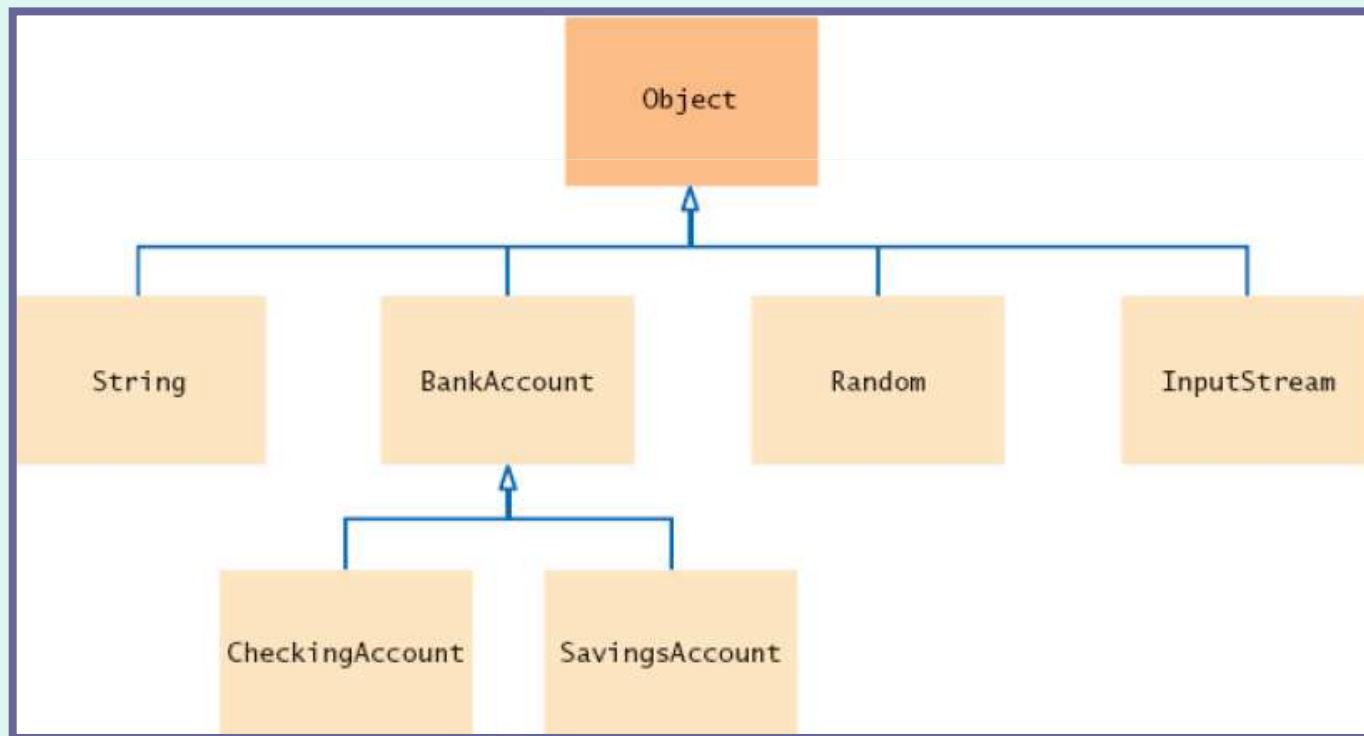 Object
String
BankAccount
Random
InputStream
CheckingAccount
SavingsAccount